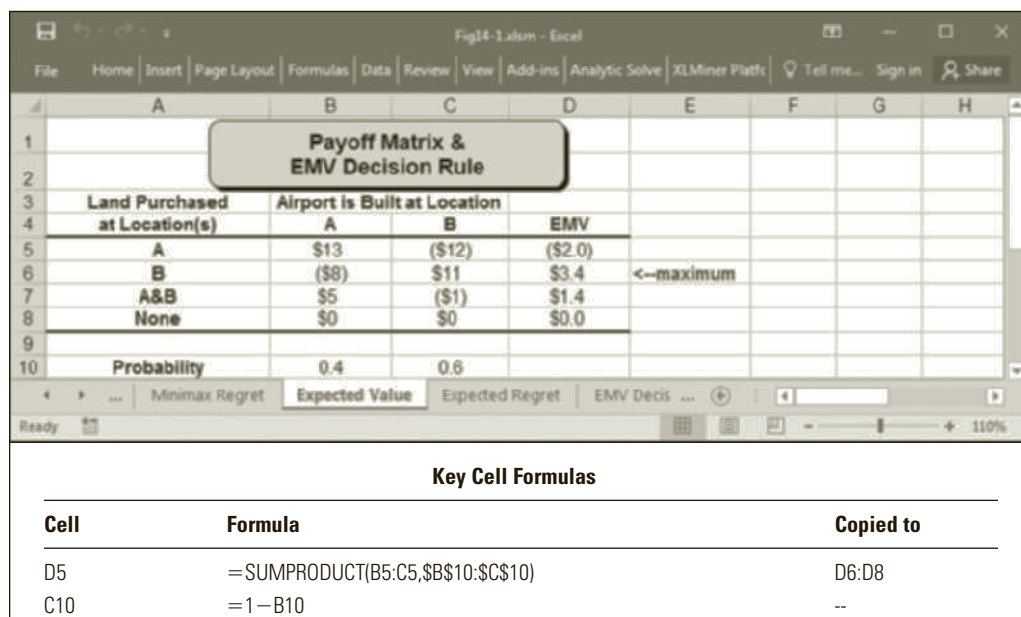 Fig14-1.xlsm - Excel
File Home Insert Page Layout Formulas Data Review View Add-ins Analytic Solve XLMiner Platfc Tell me... Sign in Share
A B C D E F G H
1 Payoff Matrix &
2 EMV Decision Rule
3 Land Purchased Airport is Built at Location
4 at Location(s) A B EMV
5 A $13 ($12) ($2.0)
6 B ($8) $11 $3.4 <--maximum
7 A&B $5 ($1) $1.4
8 None $0 $0 $0.0
9
10 Probability 0.4 0.6
... Minimax Regret Expected Value Expected Regret EMV Decis ...
Ready 110%
Key Cell Formulas
Cell Formula Copied to
D5 =SUMPRODUCT(B5:C5,$B$10:$C$10) D6:D8
C10 =1−B10 --